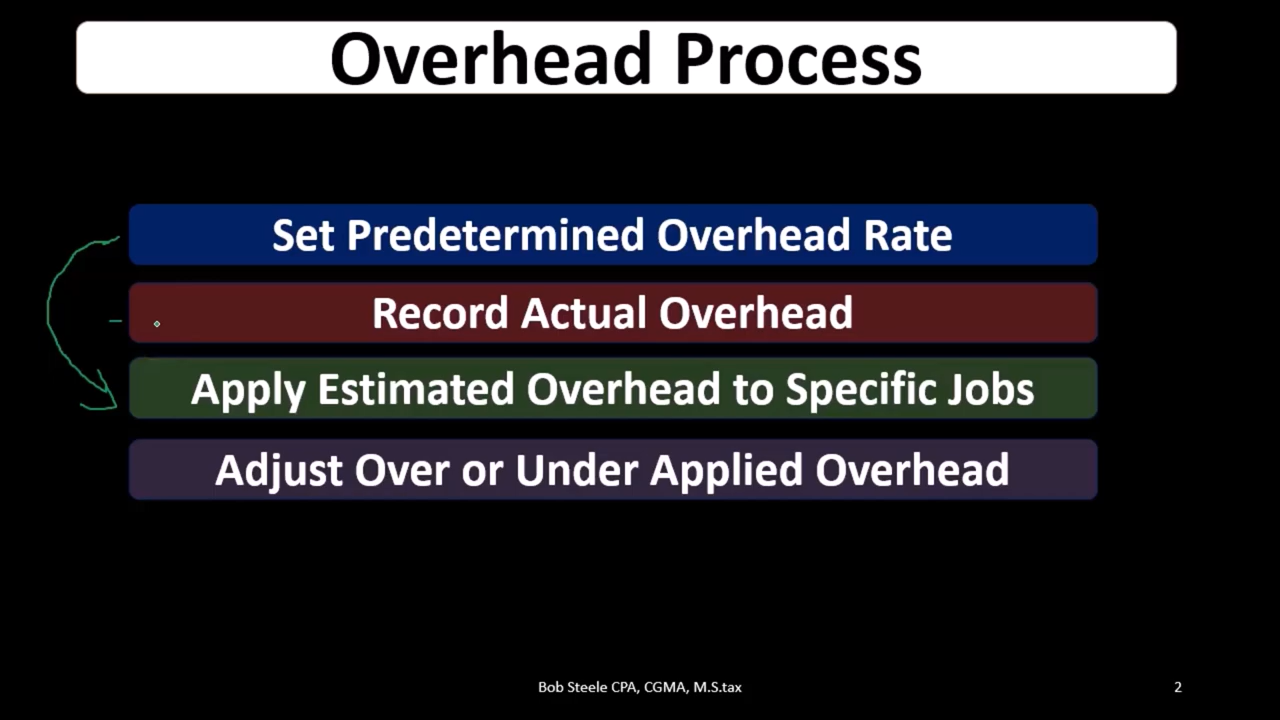 Overhead Process
Set Predetermined Overhead Rate
Record Actual Overhead
Apply Estimated Overhead to Specific Jobs
Adjust Over or Under Applied Overhead
Bob Steele CPA, CGMA, M.S.tax
2